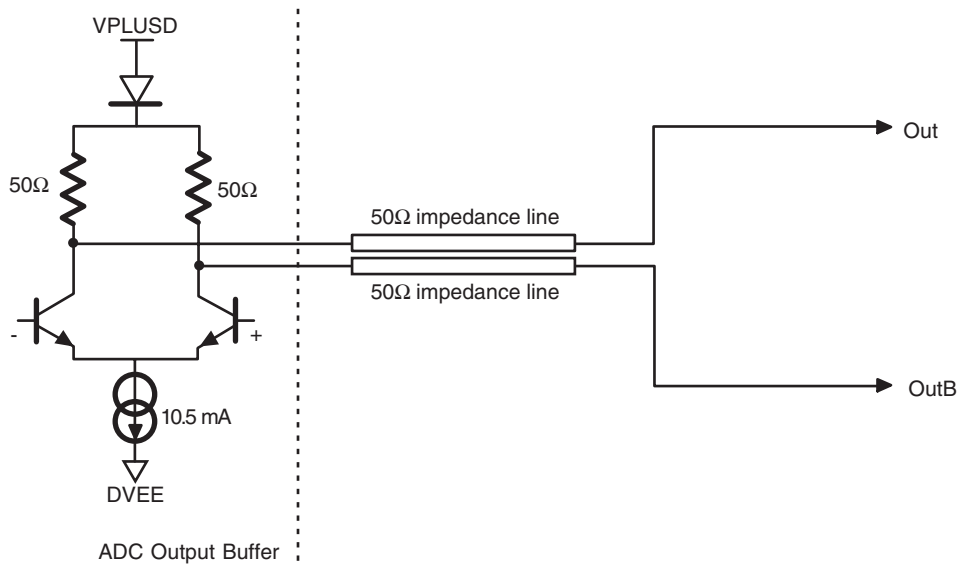 VPLUSD
50Ω
50Ω
-
+
10.5 mA
DVEE
ADC Output Buffer
50Ω impedance line
50Ω impedance line
Out
OutB